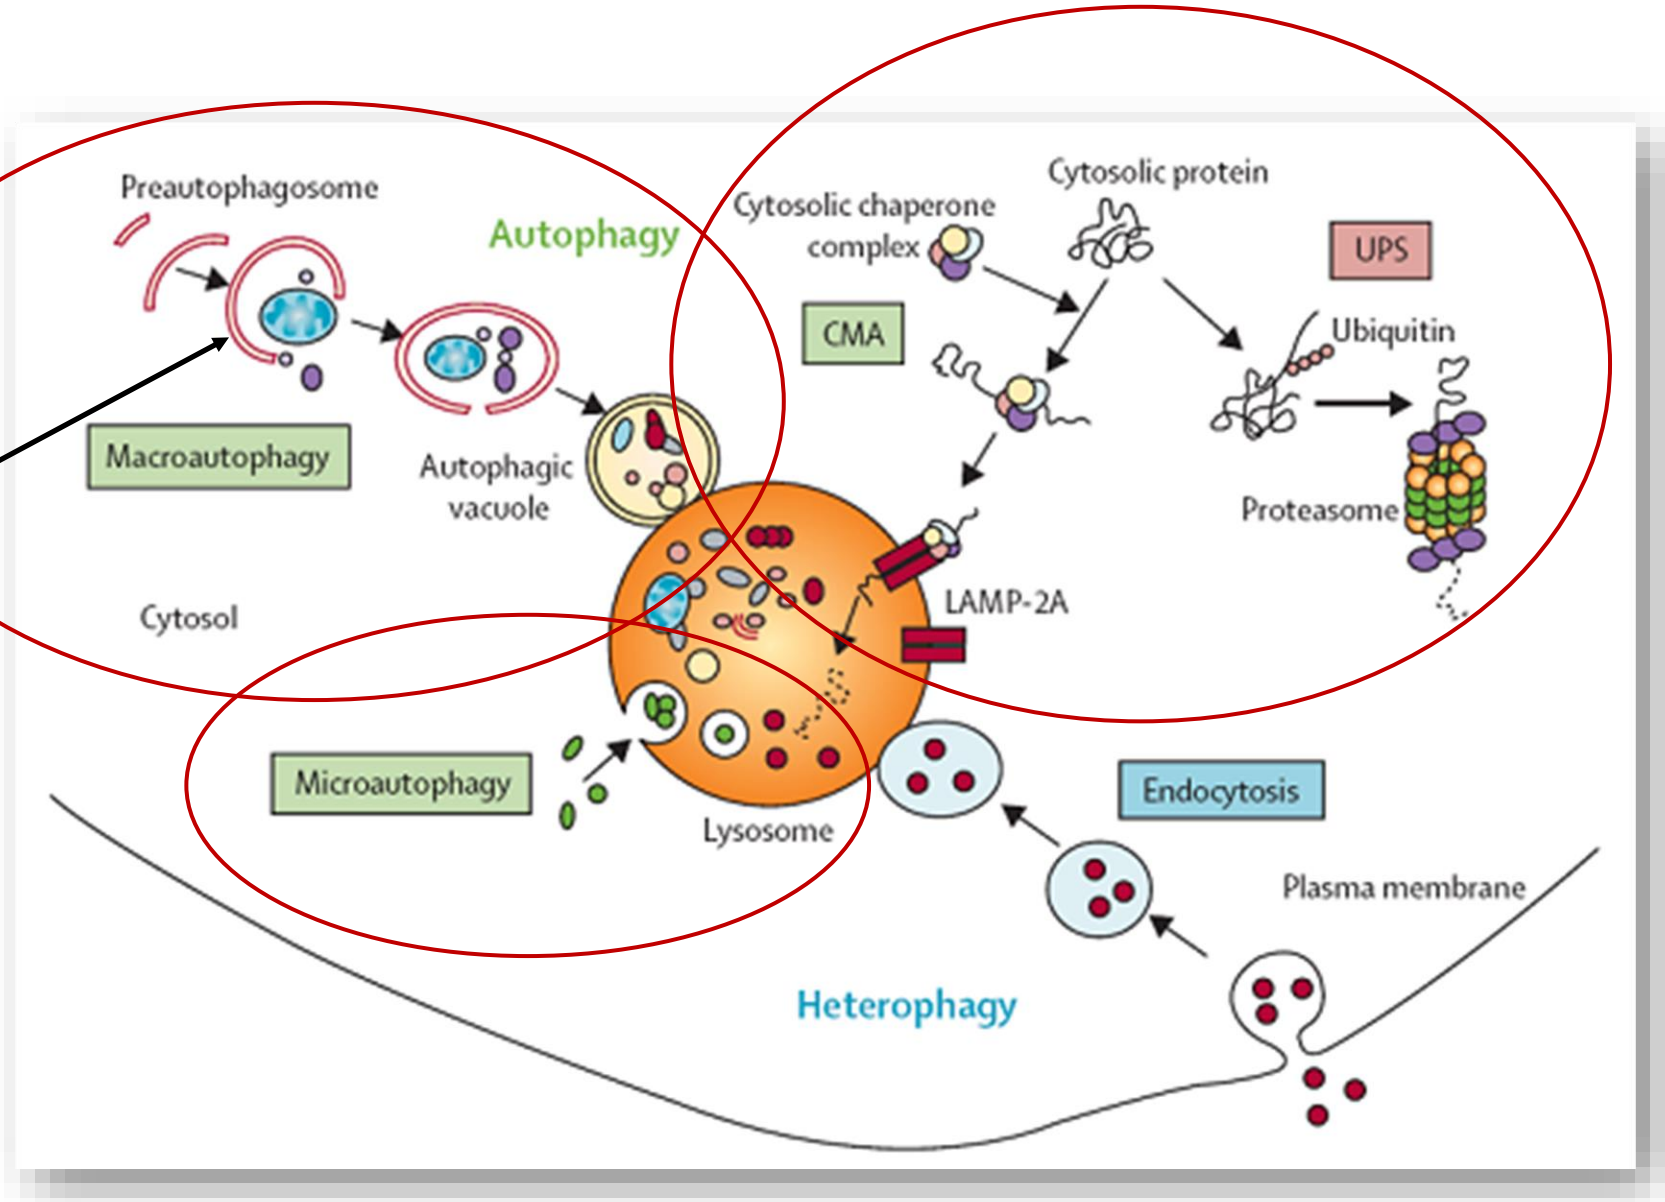 Preautophagosome
Autophagy
Cytosolic chaperone
complex
Cytosolic protein
UPS
CMA
Ubiquitin
Macroautophagy
Autophagic
vacuole
Proteasome
Cytosol
LAMP-2A
Microautophagy
Lysosome
Endocytosis
Plasma membrane
Heterophagy